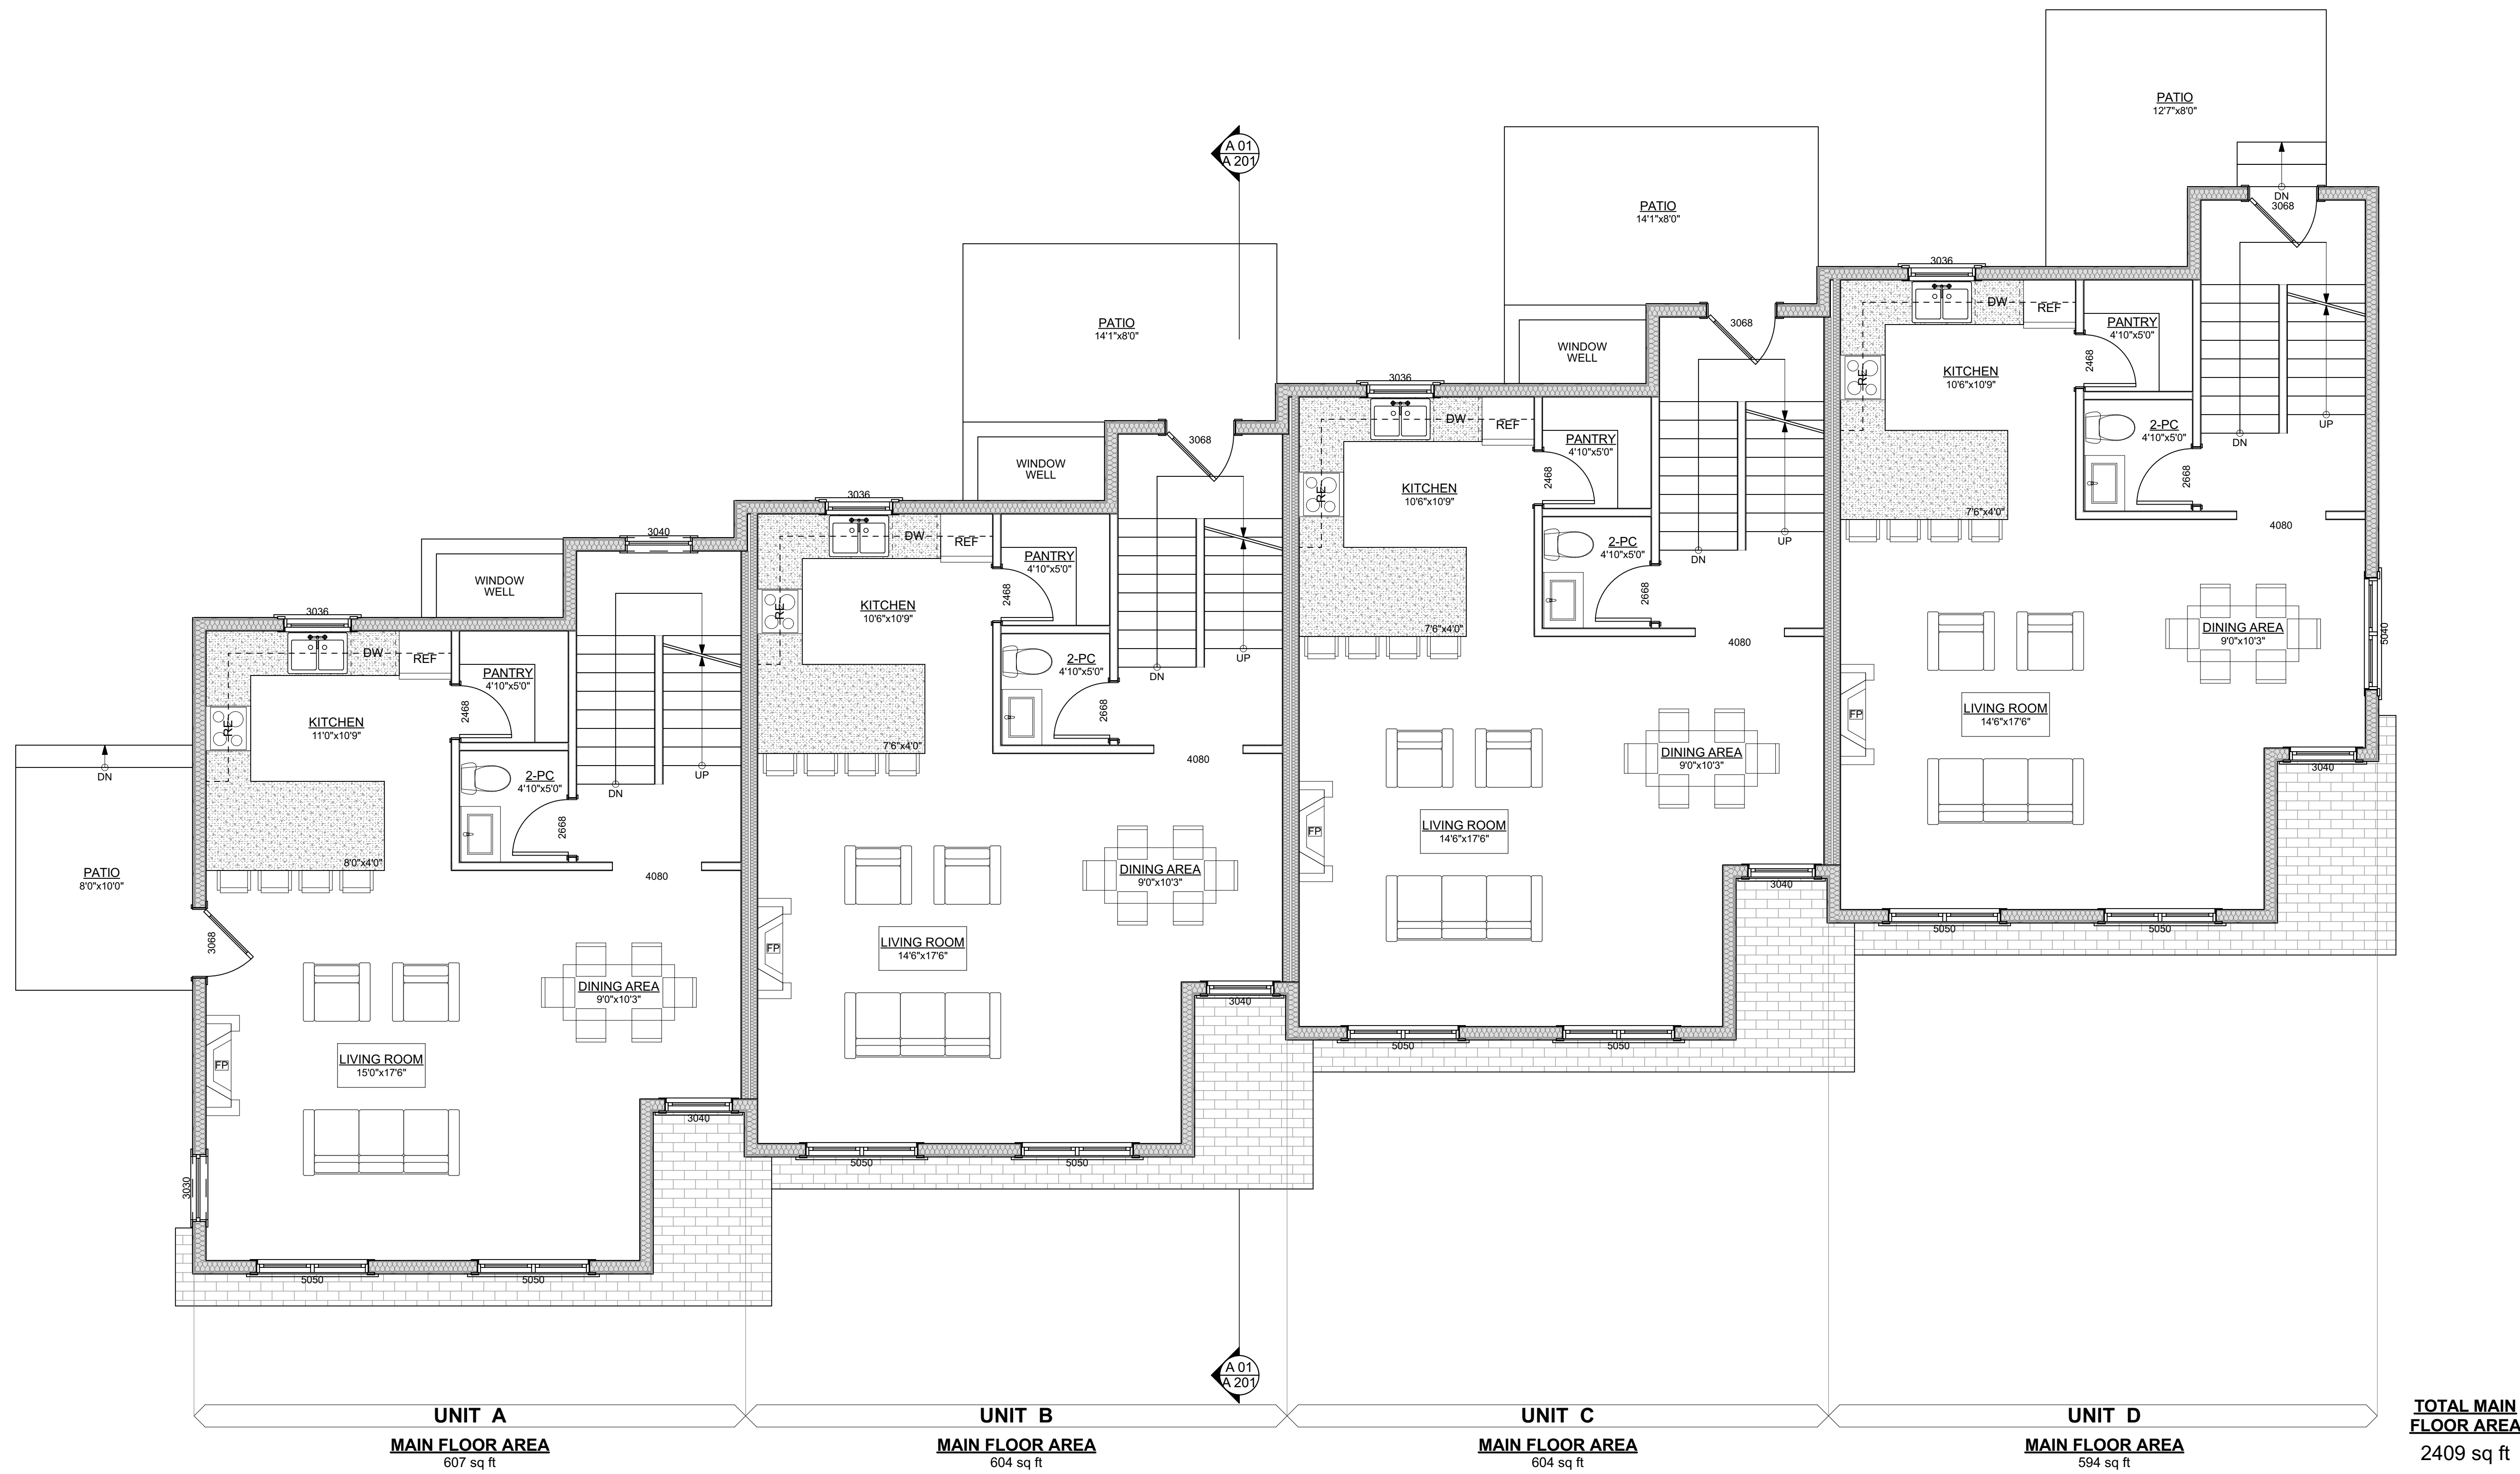 PATIO
8'0"x10'0"
DN
3036
WINDOW
WELL
3040
DW
REF
RE
PANTRY
4'10"x5'0"
KITCHEN
11'0"x10'9"
2468
2-PC
4'10"x5'0"
2668
DN
UP
8'0"x4'0"
4080
3068
DINING AREA
9'0"x10'3"
FP
LIVING ROOM
15'0"x17'6"
3040
3030
5050
5050
A 01
A 201
PATIO
14'1"x8'0"
WINDOW
WELL
3068
3036
DW
REF
RE
PANTRY
4'10"x5'0"
KITCHEN
10'6"x10'9"
2468
2-PC
4'10"x5'0"
2668
DN
UP
7'6"x4'0"
4080
DINING AREA
9'0"x10'3"
FP
LIVING ROOM
14'6"x17'6"
3040
5050
5050
A 01
A 201
PATIO
14'1"x8'0"
WINDOW
WELL
3068
3036
DW
REF
RE
PANTRY
4'10"x5'0"
KITCHEN
10'6"x10'9"
2468
2-PC
4'10"x5'0"
2668
DN
UP
7'6"x4'0"
4080
DINING AREA
9'0"x10'3"
FP
LIVING ROOM
14'6"x17'6"
3040
5050
5050
PATIO
12'7"x8'0"
DN
3068
3036
DW
REF
RE
PANTRY
4'10"x5'0"
KITCHEN
10'6"x10'9"
2468
2-PC
4'10"x5'0"
2668
DN
UP
7'6"x4'0"
4080
DINING AREA
9'0"x10'3"
5040
FP
LIVING ROOM
14'6"x17'6"
3040
5050
5050
UNIT A
MAIN FLOOR AREA
607 sq ft
UNIT B
MAIN FLOOR AREA
604 sq ft
UNIT C
MAIN FLOOR AREA
604 sq ft
UNIT D
MAIN FLOOR AREA
594 sq ft
TOTAL MAIN
FLOOR AREA
2409 sq ft